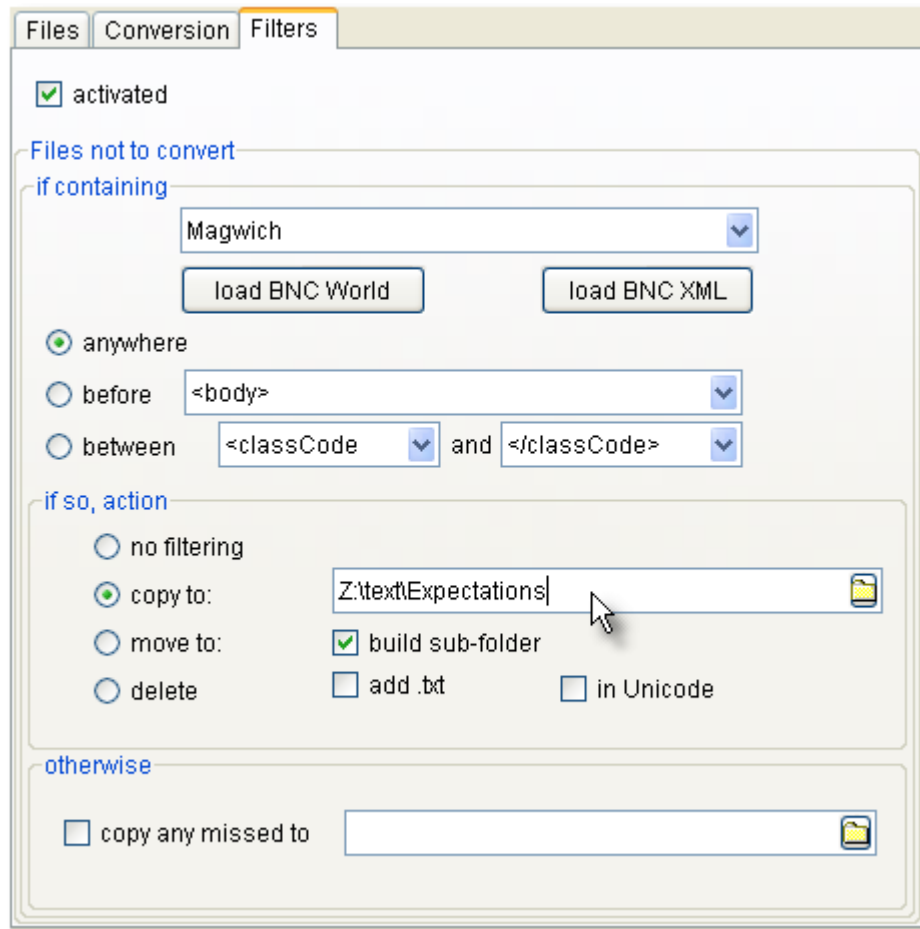 Files Conversion Filters
activated
Files not to convert
if containing
Magwich
load BNC World load BNC XML
anywhere
before <body>
between <classCode and </classCode>
if so, action
no filtering
copy to: Z:\text\Expectations
move to: build sub-folder
delete add .txt in Unicode
otherwise
copy any missed to